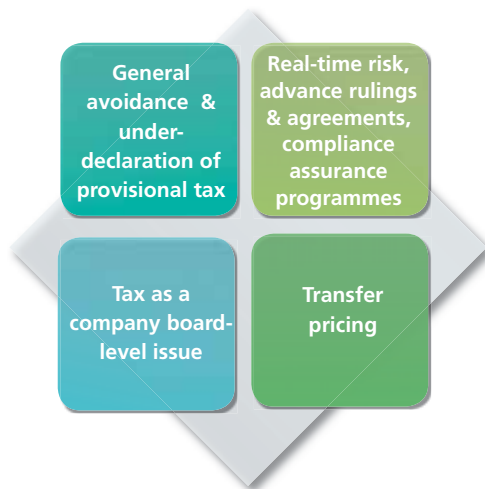 General
avoidance & 
under-
declaration of
provisional tax
Real-time risk,
advance rulings
& agreements,
compliance
assurance
programmes
Tax as a
company board-
level issue
Transfer
pricing